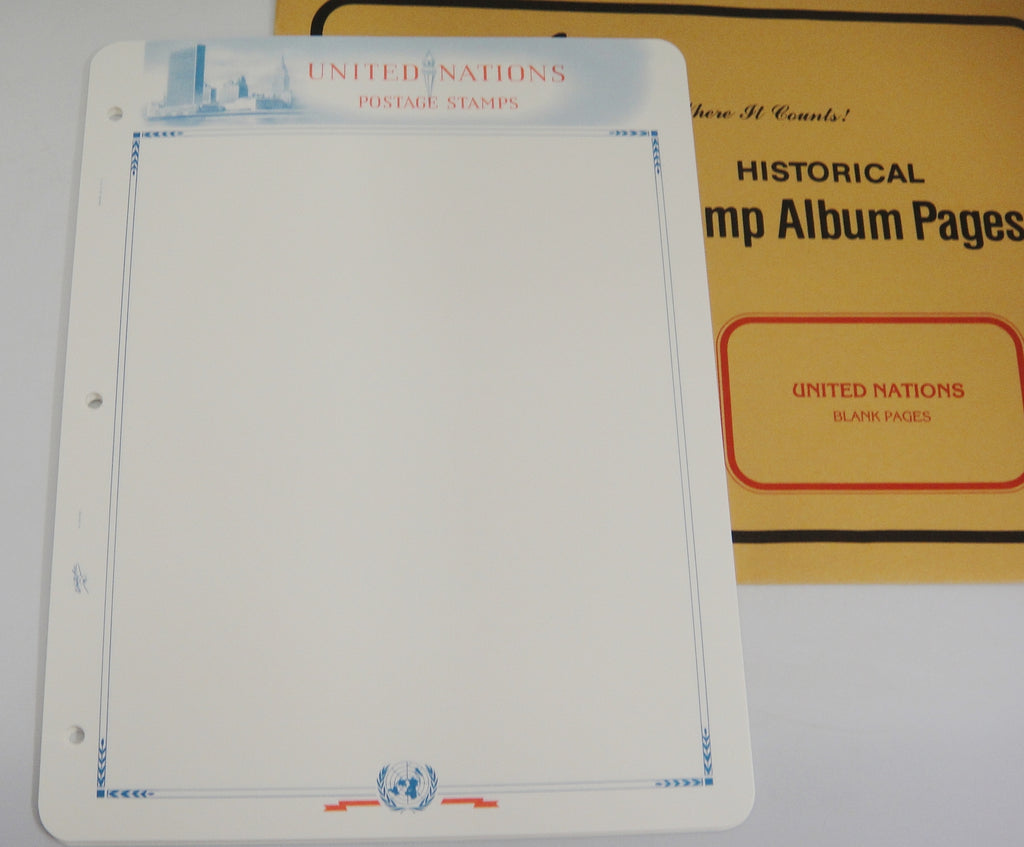 UNITED NATIONS
POSTAGE STAMPS
here It Counts!
HISTORICAL
mp Album Pages
UNITED NATIONS
BLANK PAGES